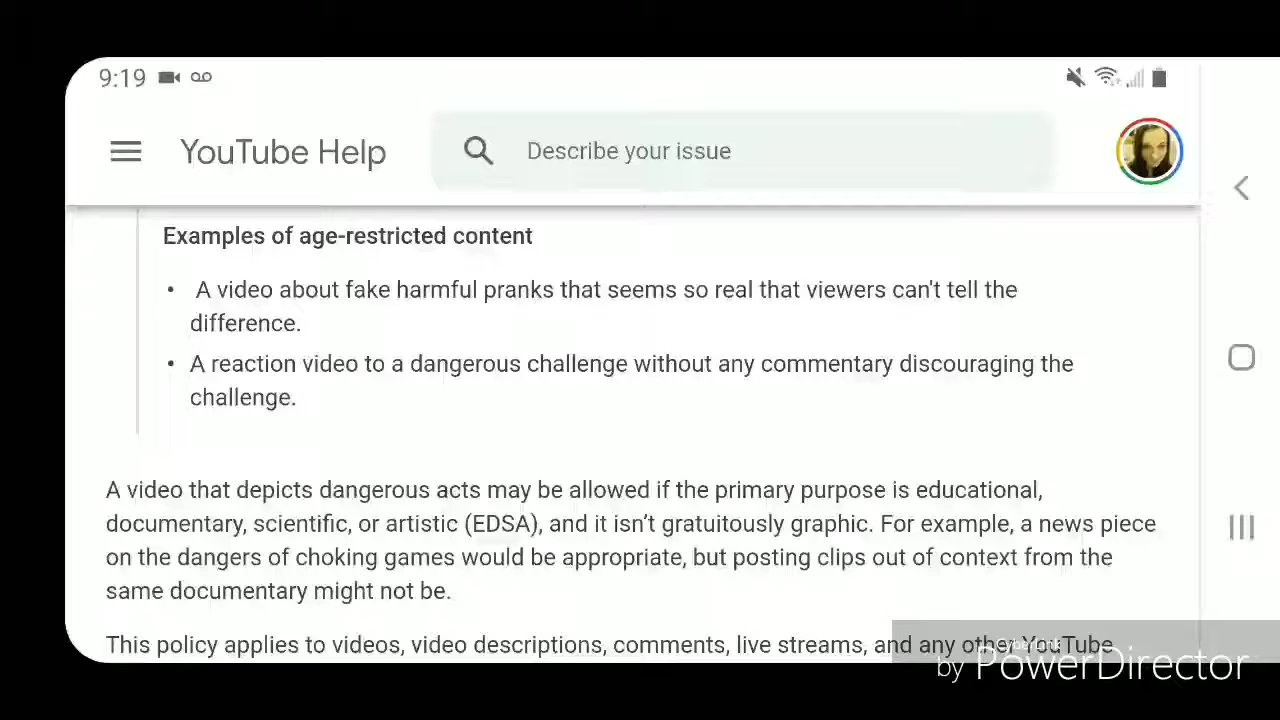 9:19
YouTube Help
Describe your issue
Examples of age-restricted content
• A video about fake harmful pranks that seems so real that viewers can't tell the
difference.
• A reaction video to a dangerous challenge without any commentary discouraging the
challenge.
A video that depicts dangerous acts may be allowed if the primary purpose is educational,
documentary, scientific, or artistic (EDSA), and it isn’t gratuitously graphic. For example, a news piece
on the dangers of choking games would be appropriate, but posting clips out of context from the
same documentary might not be.
This policy applies to videos, video descriptions, comments, live streams, and any other YouTube
CyberLink
by PowerDirector